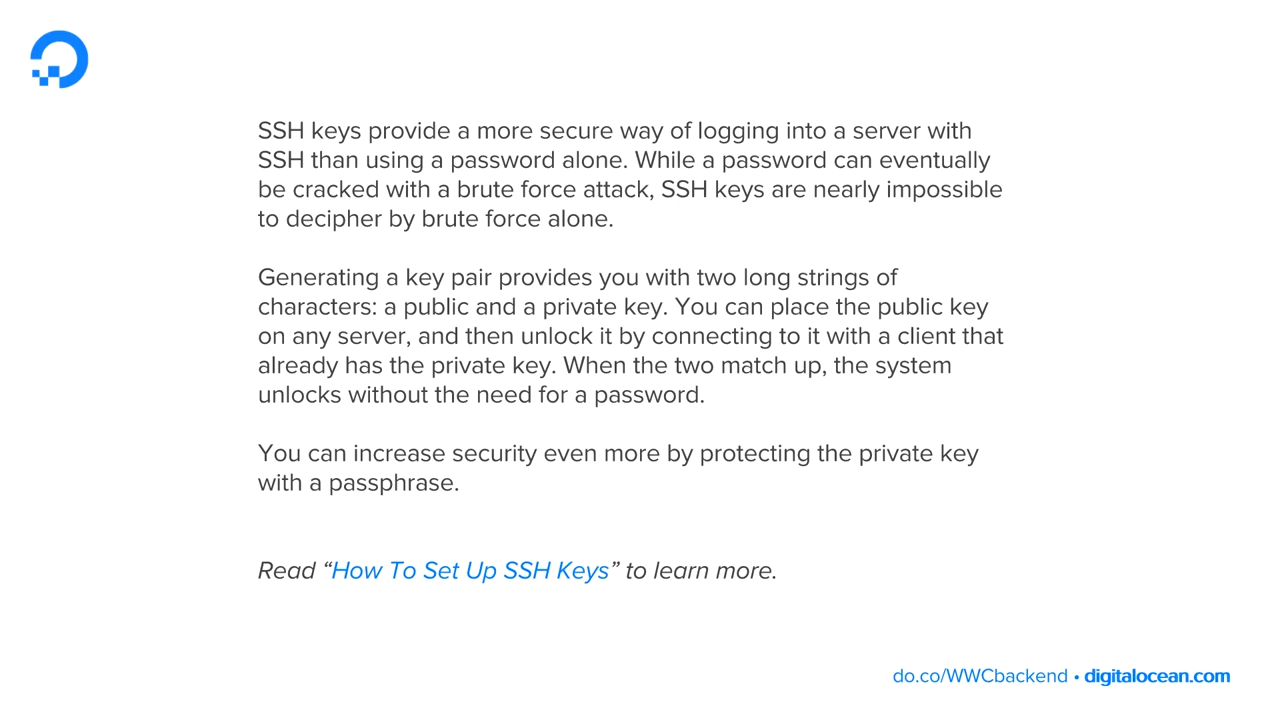 SSH keys provide a more secure way of logging into a server with
SSH than using a password alone. While a password can eventually
be cracked with a brute force attack, SSH keys are nearly impossible
to decipher by brute force alone.
Generating a key pair provides you with two long strings of
characters: a public and a private key. You can place the public key
on any server, and then unlock it by connecting to it with a client that
already has the private key. When the two match up, the system
unlocks without the need for a password.
You can increase security even more by protecting the private key
with a passphrase.
Read “How To Set Up SSH Keys” to learn more.
do.co/WWCbackend • digitalocean.com